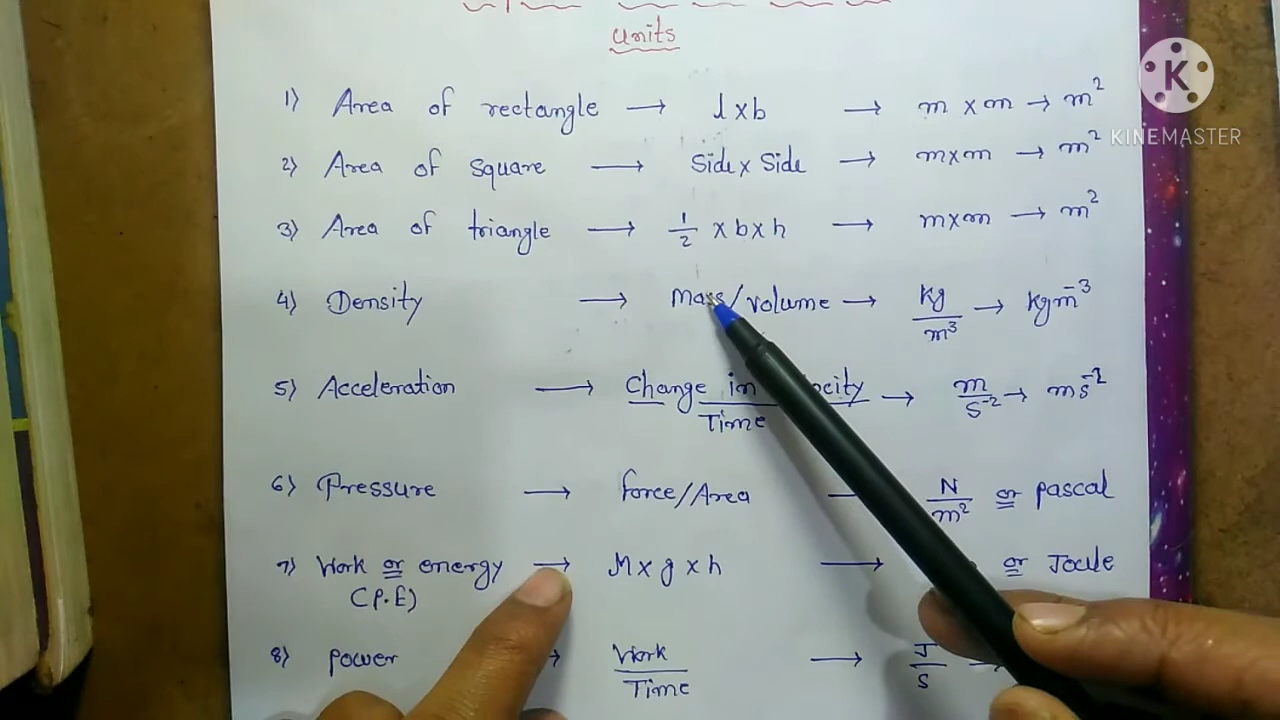 units
1) Area of rectangle → l x b → m x m → m²
2) Area of square → Side x Side → m x m → m²
3) Area of triangle → 1/2 x b x h → m x m → m²
4) Density → Mass/volume → Kg/m³ → Kgm⁻³
5) Acceleration → Change in / Time → m/s⁻² → ms⁻²
6) Pressure → Force/Area → N/m² or pascal
7) Work or energy (P.E) → M x g x h → or Joule
8) Power → Work/Time → J/s →
K
KINEMASTER